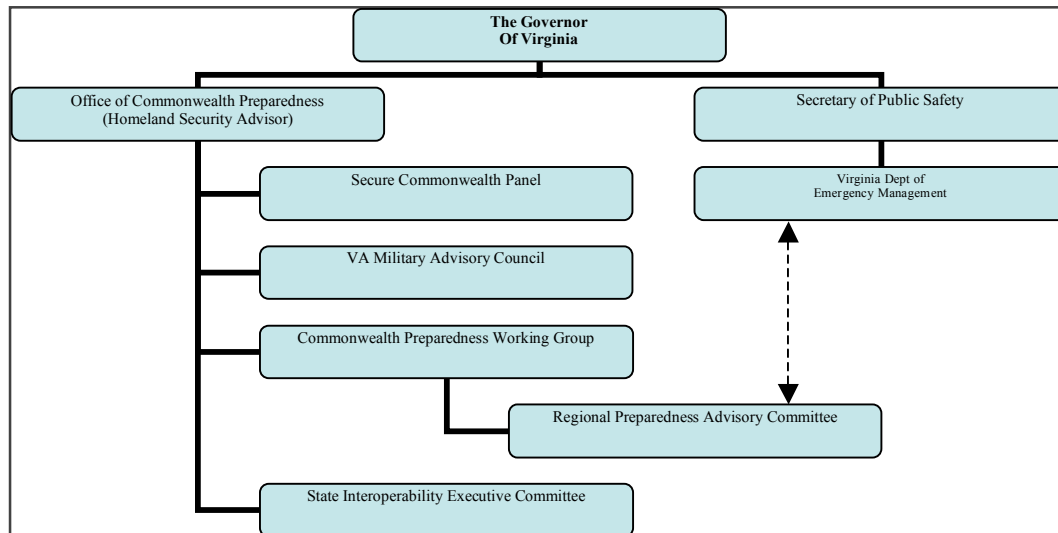 The Governor
Of Virginia
Office of Commonwealth Preparedness
(Homeland Security Advisor)
Secretary of Public Safety
Secure Commonwealth Panel
Virginia Dept of
Emergency Management
VA Military Advisory Council
Commonwealth Preparedness Working Group
Regional Preparedness Advisory Committee
State Interoperability Executive Committee